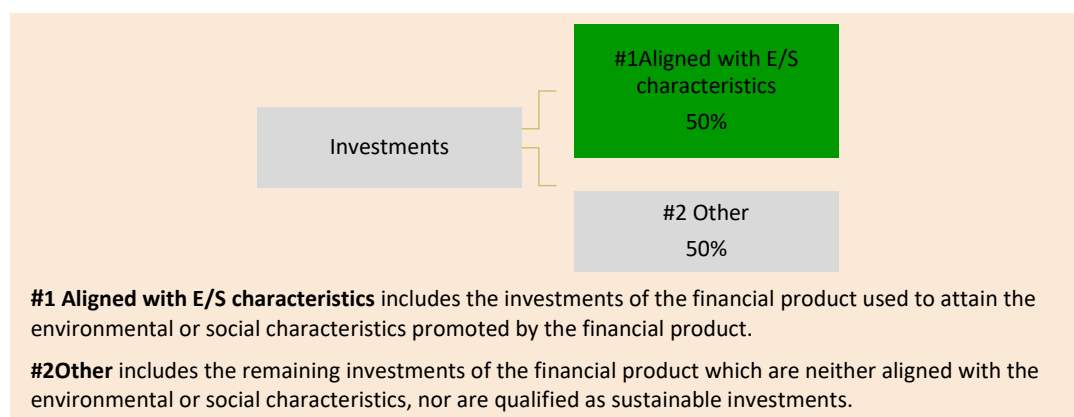 #1Aligned with E/S
characteristics
50%
Investments
#2 Other
50%
#1 Aligned with E/S characteristics includes the investments of the financial product used to attain the
environmental or social characteristics promoted by the financial product.
#2Other includes the remaining investments of the financial product which are neither aligned with the
environmental or social characteristics, nor are qualified as sustainable investments.